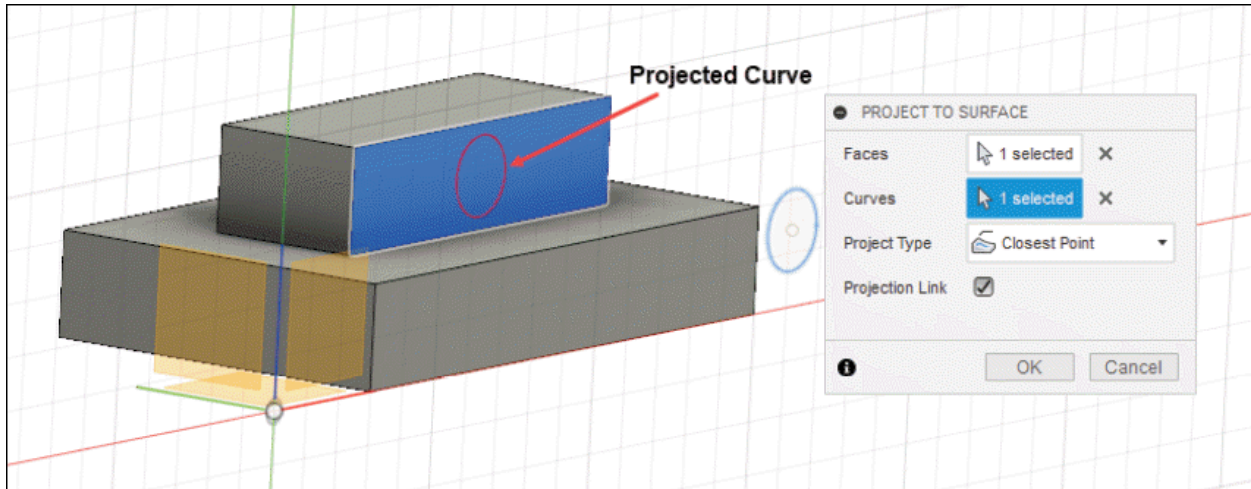 Projected Curve
PROJECT TO SURFACE
Faces
1 selected
Curves
1 selected
Project Type
Closest Point
Projection Link
OK
Cancel